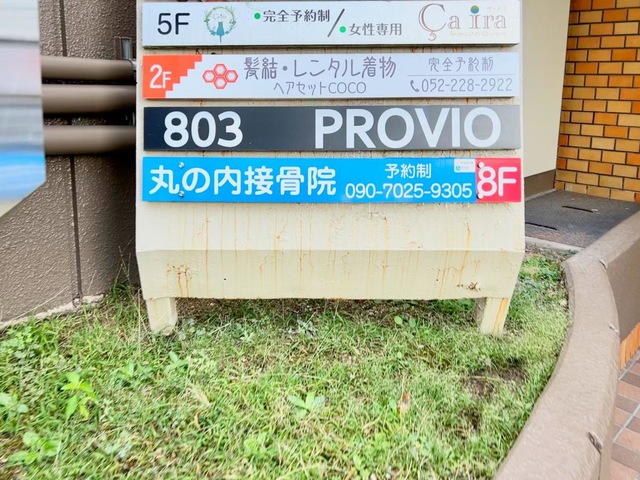 5F ●完全予約制/●女性専用 Ça ira
2F 髪結・レンタル着物 完全予約制
ヘアセットCOCO 052-228-2922
803 PROVIO
丸の内接骨院 予約制 8F
090-7025-9305